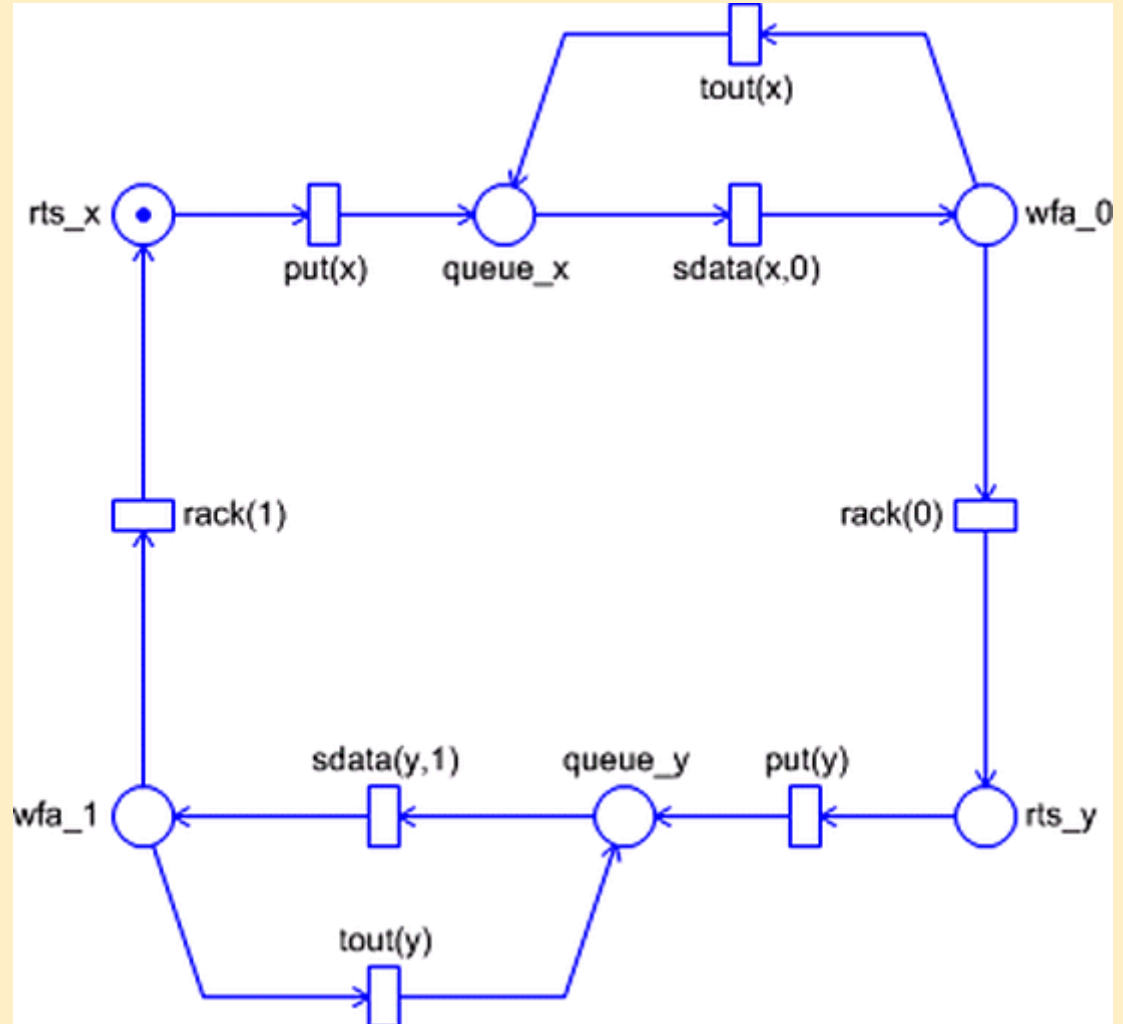 tout(x)
rts_x
wfa_0
put(x)
queue_x
sdata(x,0)
rack(1)
rack(0)
sdata(y,1)
queue_y
put(y)
wfa_1
rts_y
tout(y)